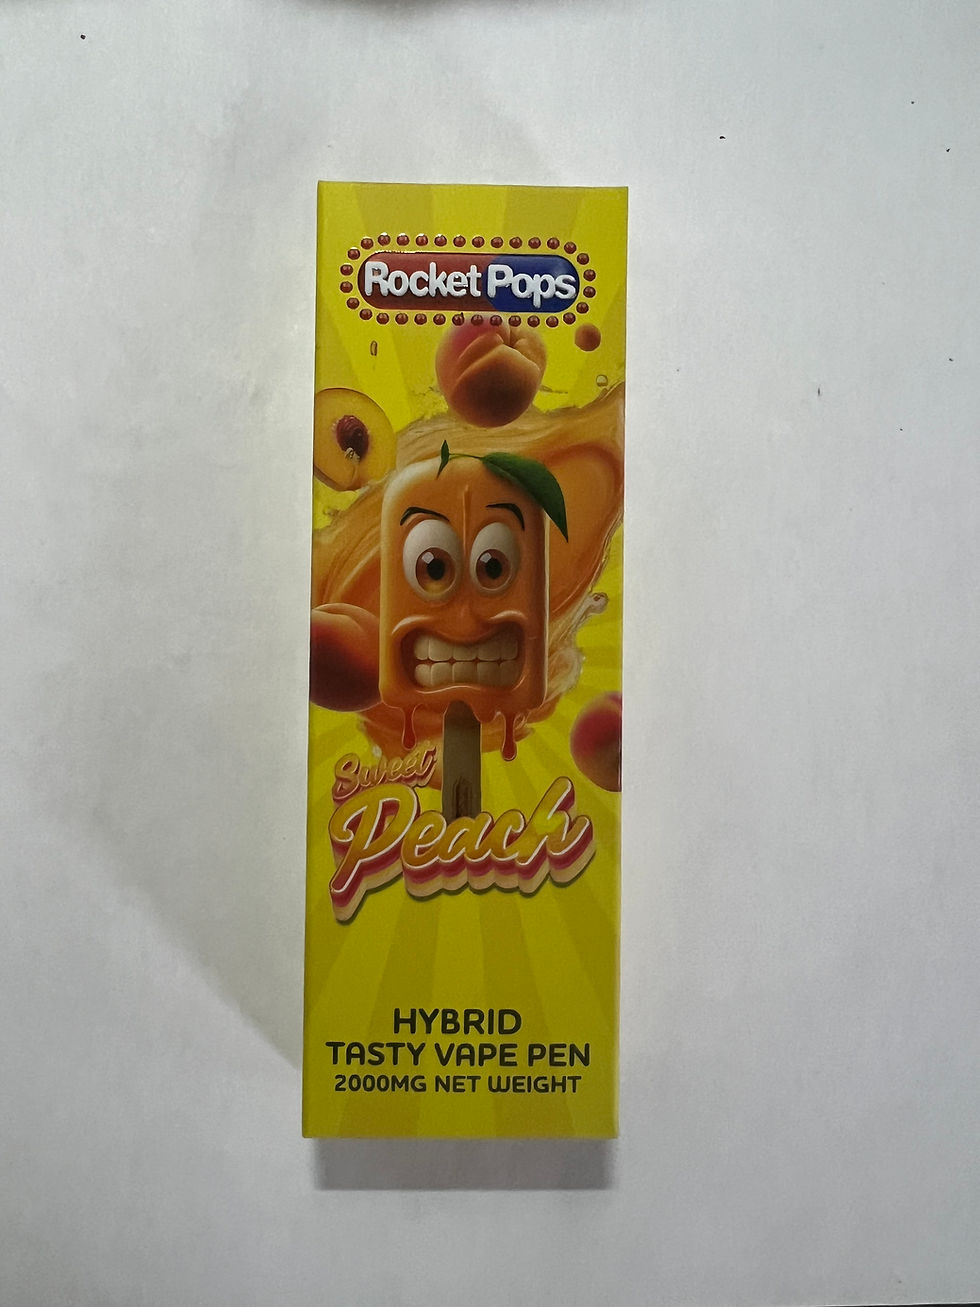 Rocket Pops
Sweet
Peach
HYBRID
TASTY VAPE PEN
2000MG NET WEIGHT